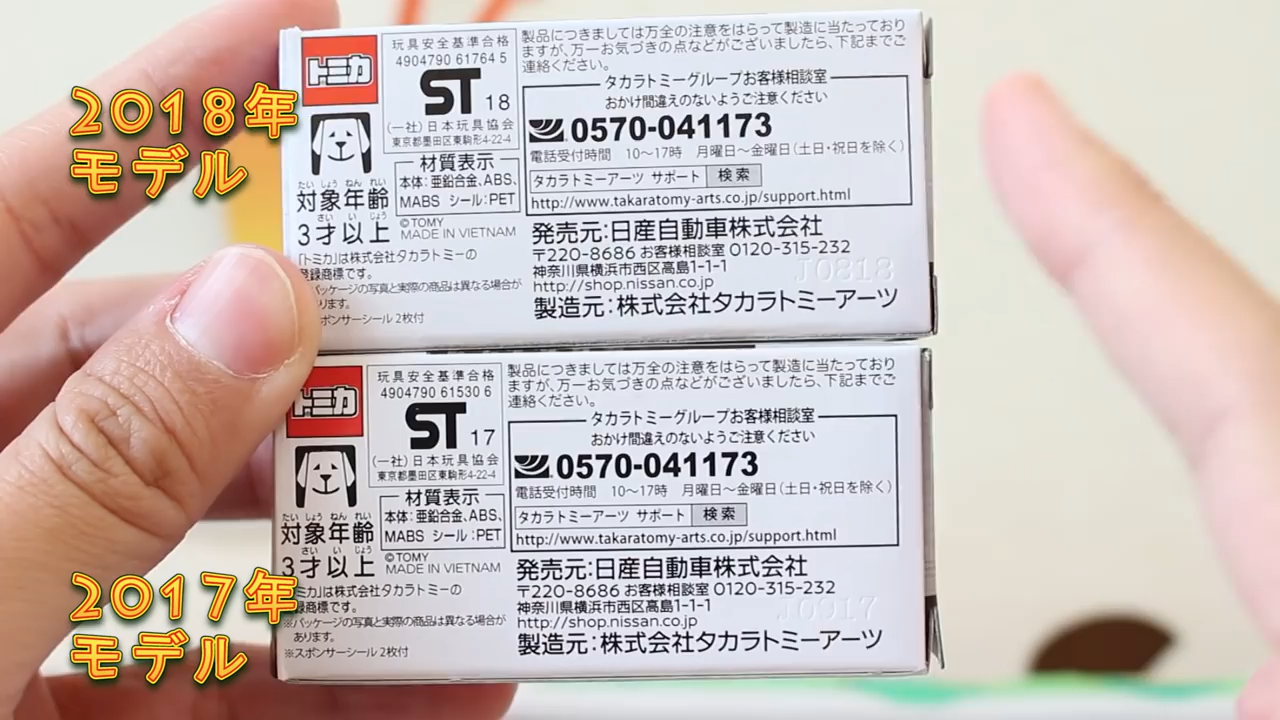 2018年
モデル
トミカ
玩具安全基準合格
4904790 61764 5
ST 18
(一社)日本玩具協会
東京都墨田区東駒形4-22-4
たいしょうねんれい
対象年齢
さいいじょう
3才以上
材質表示
本体:亜鉛合金、ABS、
MABS シール:PET
©TOMY
MADE IN VIETNAM
「トミカ」は株式会社タカラトミーの
登録商標です。
パッケージの写真と実際の商品は異なる場合が
ります。
ポンサーシール 2枚付
製品につきましては万全の注意をはらって製造に当たっており
ますが、万一お気づきの点などがございましたら、下記までご
連絡ください。
タカラトミーグループお客様相談室
おかけ間違えのないようご注意ください
0570-041173
電話受付時間 10〜17時 月曜日〜金曜日(土日・祝日を除く)
タカラトミーアーツ サポート 検索
http://www.takaratomy-arts.co.jp/support.html
発売元:日産自動車株式会社
〒220-8686 お客様相談室 0120-315-232
神奈川県横浜市西区高島1-1-1
http://shop.nissan.co.jp
J0818
製造元:株式会社タカラトミーアーツ
2017年
モデル
トミカ
玩具安全基準合格
4904790 61530 6
ST 17
(一社)日本玩具協会
東京都墨田区東駒形4-22-4
たいしょうねんれい
対象年齢
さいいじょう
3才以上
材質表示
本体:亜鉛合金、ABS、
MABS シール:PET
©TOMY
MADE IN VIETNAM
ミカ」は株式会社タカラトミーの
録商標です。
※パッケージの写真と実際の商品は異なる場合が
あります。
※スポンサーシール 2枚付
製品につきましては万全の注意をはらって製造に当たっており
ますが、万一お気づきの点などがございましたら、下記までご
連絡ください。
タカラトミーグループお客様相談室
おかけ間違えのないようご注意ください
0570-041173
電話受付時間 10〜17時 月曜日〜金曜日(土日・祝日を除く)
タカラトミーアーツ サポート 検索
http://www.takaratomy-arts.co.jp/support.html
発売元:日産自動車株式会社
〒220-8686 お客様相談室 0120-315-232
神奈川県横浜市西区高島1-1-1
http://shop.nissan.co.jp
J0917
製造元:株式会社タカラトミーアーツ